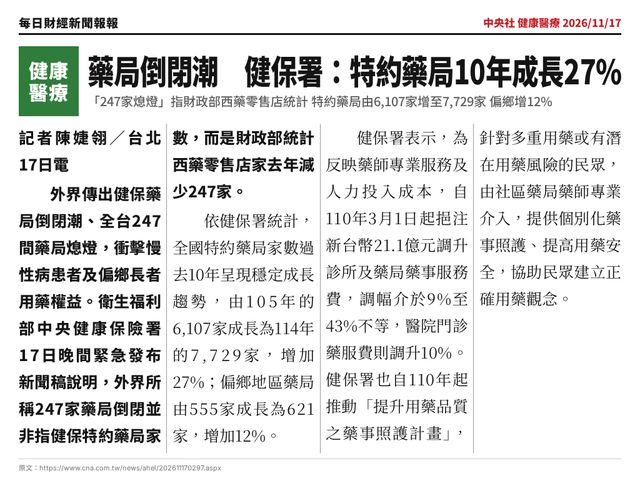 每日財經新聞報報
中央社 健康醫療 2026/11/17
健康
醫療
藥局倒閉潮 健保署:特約藥局10年成長27%
「247家熄燈」指財政部西藥零售店統計 特約藥局由6,107家增至7,729家 偏鄉增12%
記者陳婕翎╱台北
17日電
外界傳出健保藥
局倒閉潮、全台247
間藥局熄燈,衝擊慢
性病患者及偏鄉長者
用藥權益。衛生福利
部中央健康保險署
17日晚間緊急發布
新聞稿說明,外界所
稱247家藥局倒閉並
非指健保特約藥局家
數,而是財政部統計
西藥零售店家去年減
少247家。
依健保署統計,
全國特約藥局家數過
去10年呈現穩定成長
趨勢,由105年的
6,107家成長為114年
的7,729家,增加
27%;偏鄉地區藥局
由555家成長為621
家,增加12%。
健保署表示,為
反映藥師專業服務及
人力投入成本,自
110年3月1日起挹注
新台幣21.1億元調升
診所及藥局藥事服務
費,調幅介於9%至
43%不等,醫院門診
藥服費則調升10%。
健保署也自110年起
推動「提升用藥品質
之藥事照護計畫」,
針對多重用藥或有潛
在用藥風險的民眾,
由社區藥局藥師專業
介入,提供個別化藥
事照護、提高用藥安
全,協助民眾建立正
確用藥觀念。
原文:https://www.cna.com.tw/news/ahel/202611170297.aspx